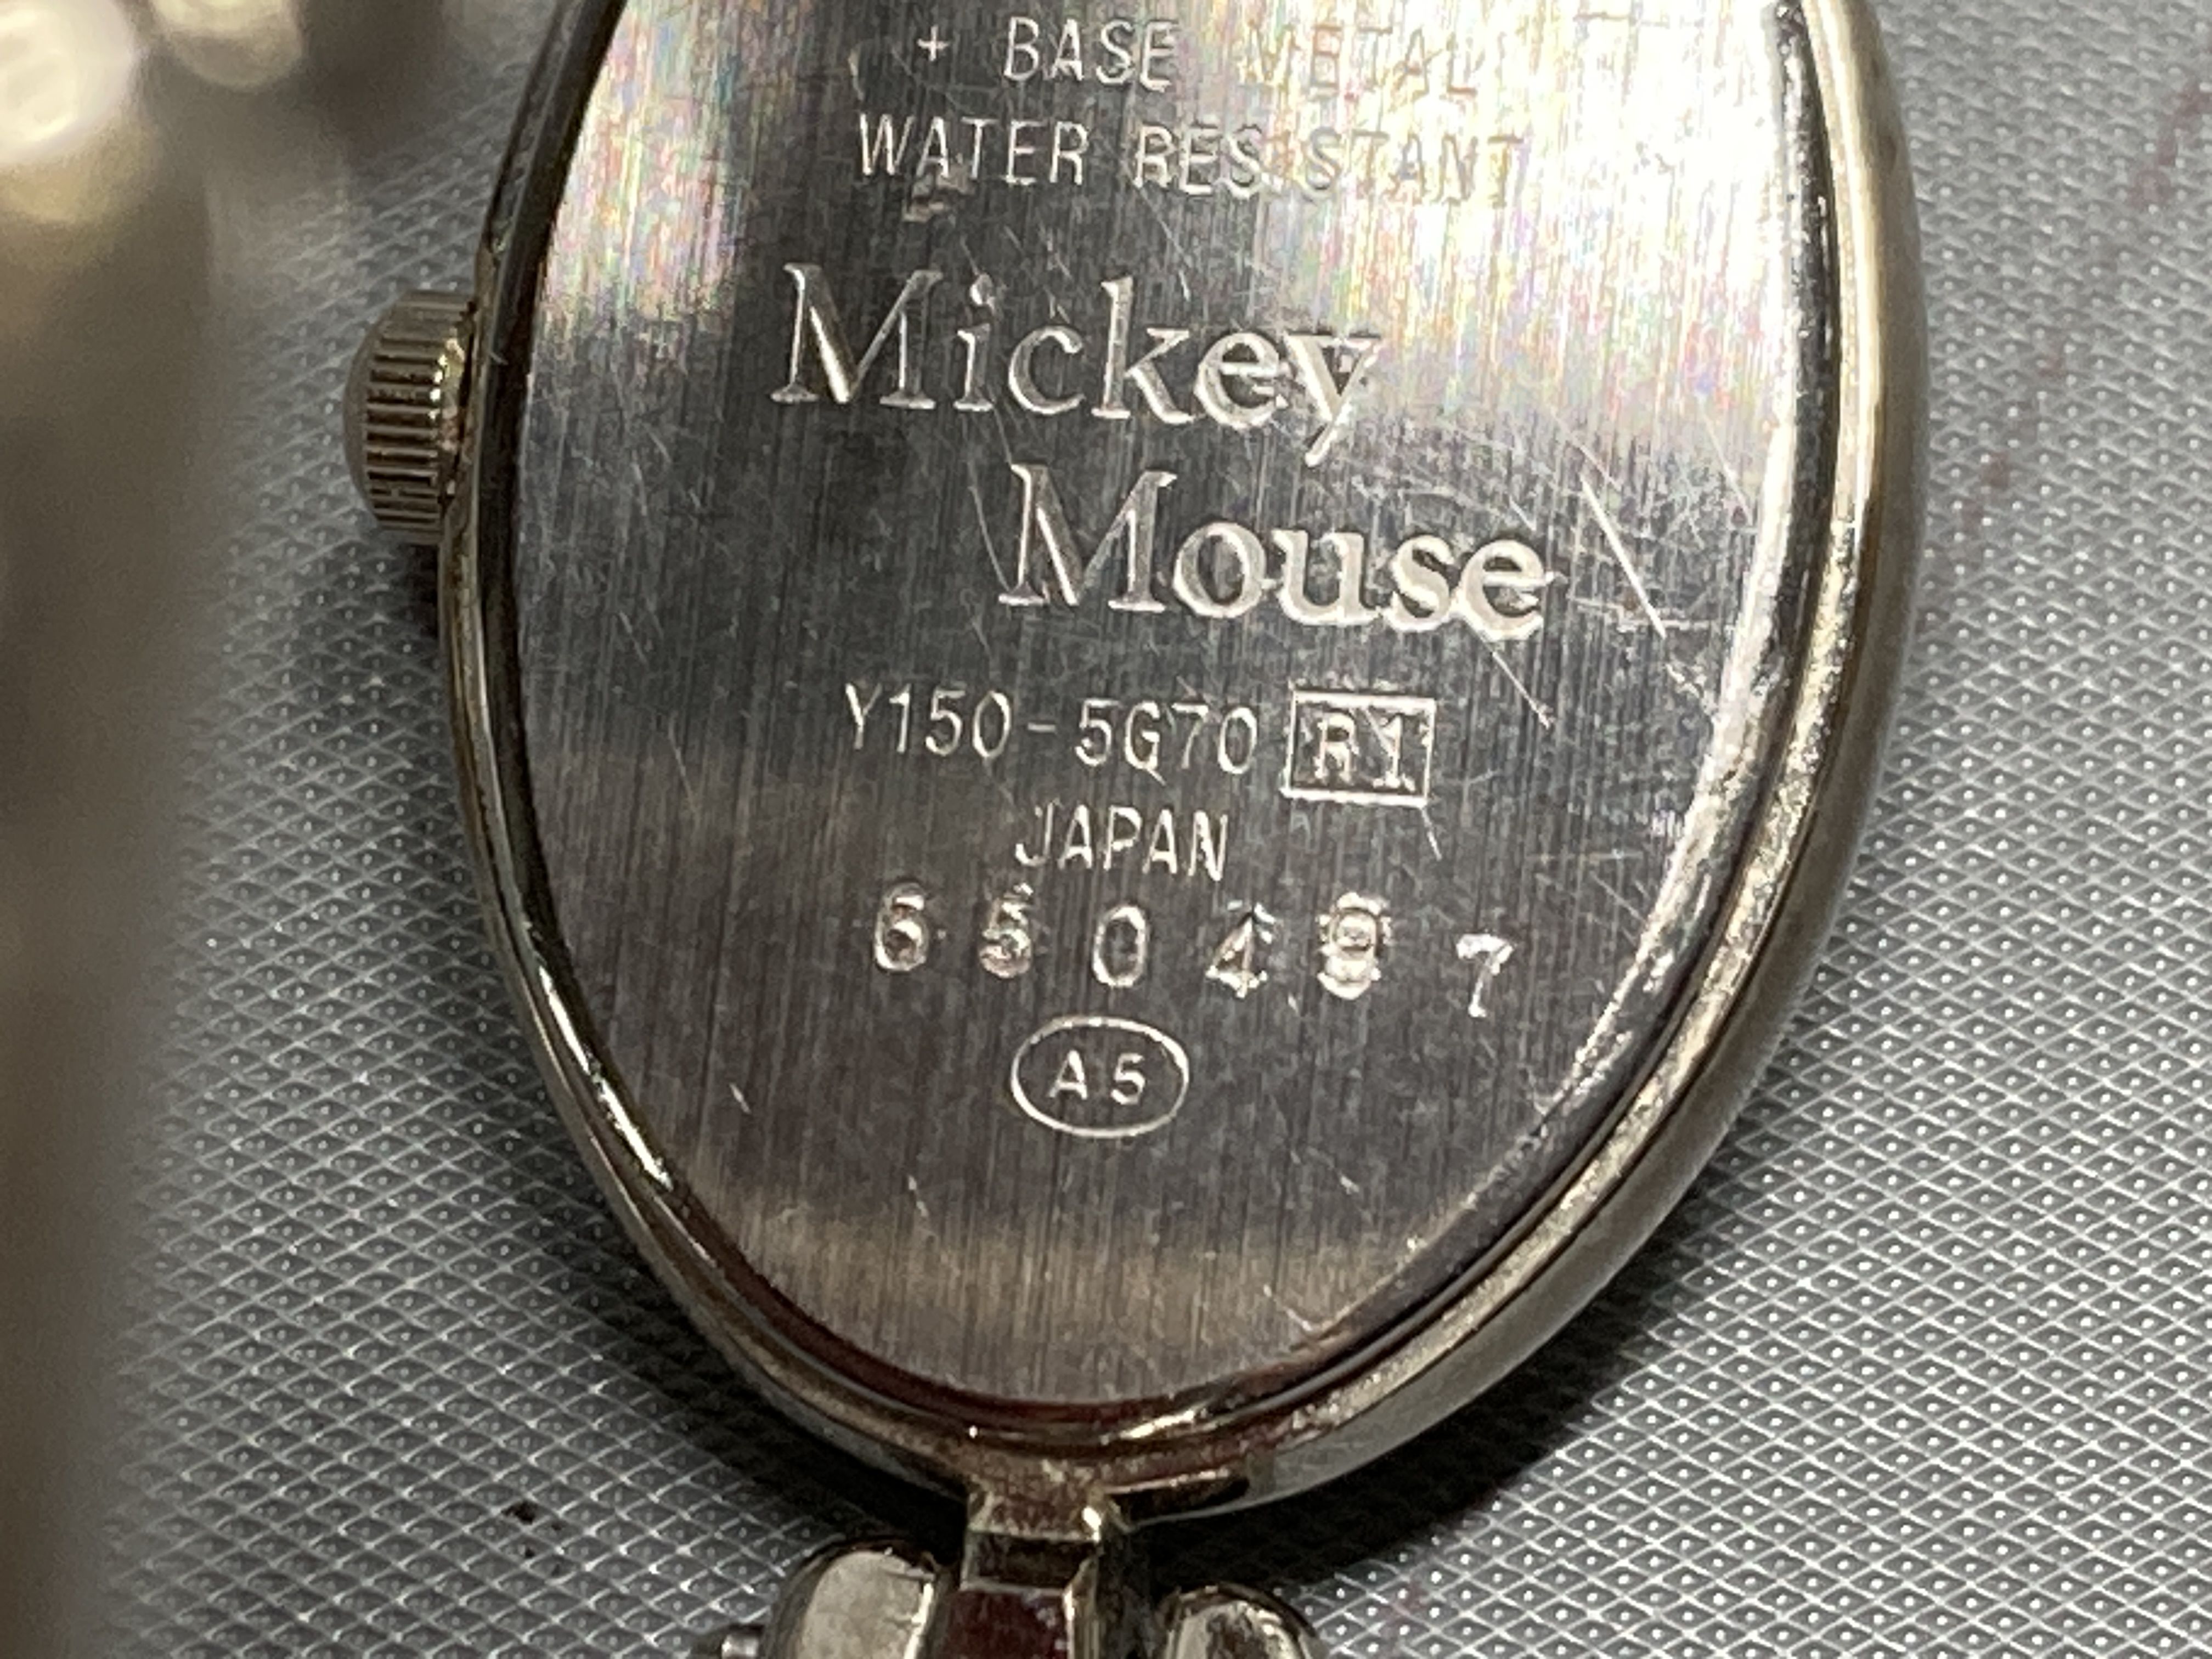 + BASE METAL
WATER RESISTANT
Mickey
Mouse
Y150-5G70 R1
JAPAN
650497
A5